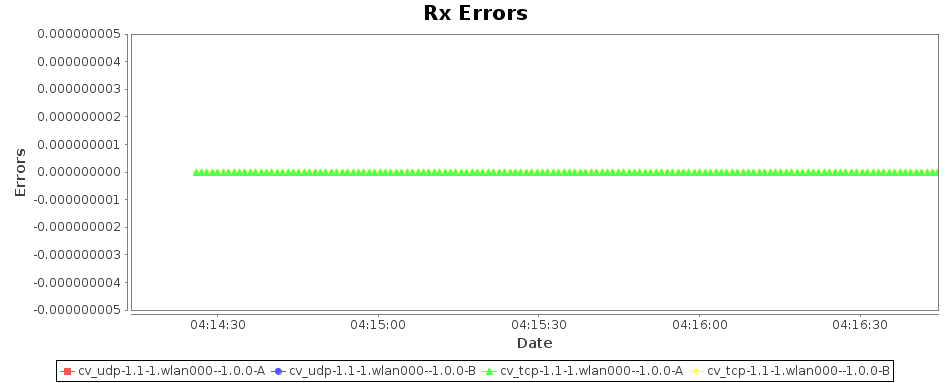 Rx Errors
0.000000005
0.000000004
0.000000003
0.000000002
0.000000001
0.000000000
-0.000000001
-0.000000002
-0.000000003
-0.000000004
-0.000000005
Errors
04:14:30 04:15:00 04:15:30 04:16:00 04:16:30
Date
cv_udp-1.1-1.wlan000--1.0.0-A cv_udp-1.1-1.wlan000--1.0.0-B cv_tcp-1.1-1.wlan000--1.0.0-A cv_tcp-1.1-1.wlan000--1.0.0-B